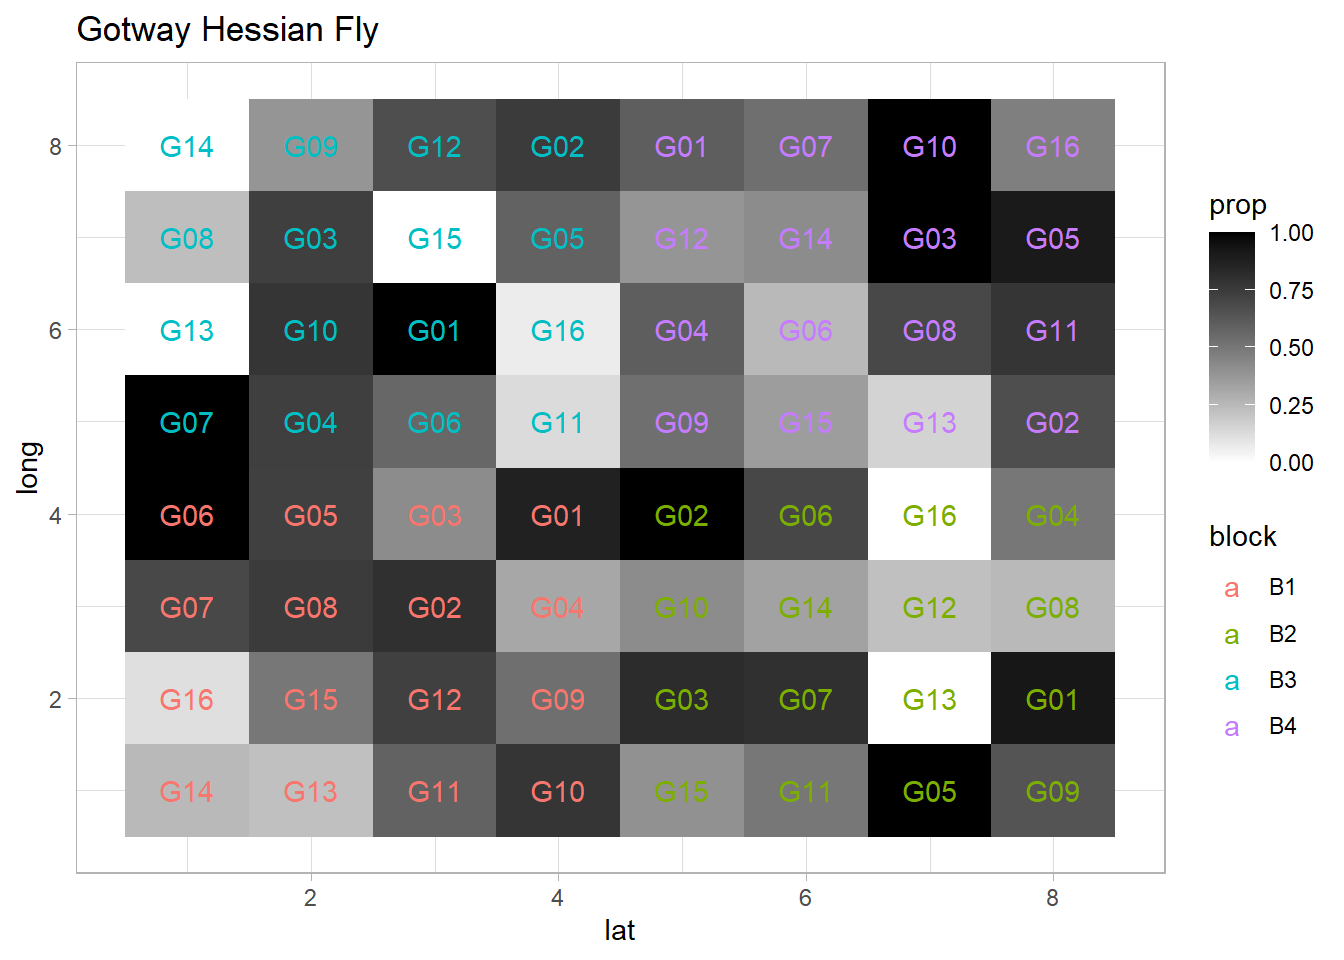 Gotway Hessian Fly
8
G14 G09 G12 G02 G01 G07 G10 G16
G08 G03 G15 G05 G12 G14 G03 G05
6
G13 G10 G01 G16 G04 G06 G08 G11
G07 G04 G06 G11 G09 G15 G13 G02
4
G06 G05 G03 G01 G02 G06 G16 G04
G07 G08 G02 G04 G10 G14 G12 G08
2
G16 G15 G12 G09 G03 G07 G13 G01
G14 G13 G11 G10 G15 G11 G05 G09
long
2 4 6 8
lat
prop
1.00
0.75
0.50
0.25
0.00
block
a B1
a B2
a B3
a B4